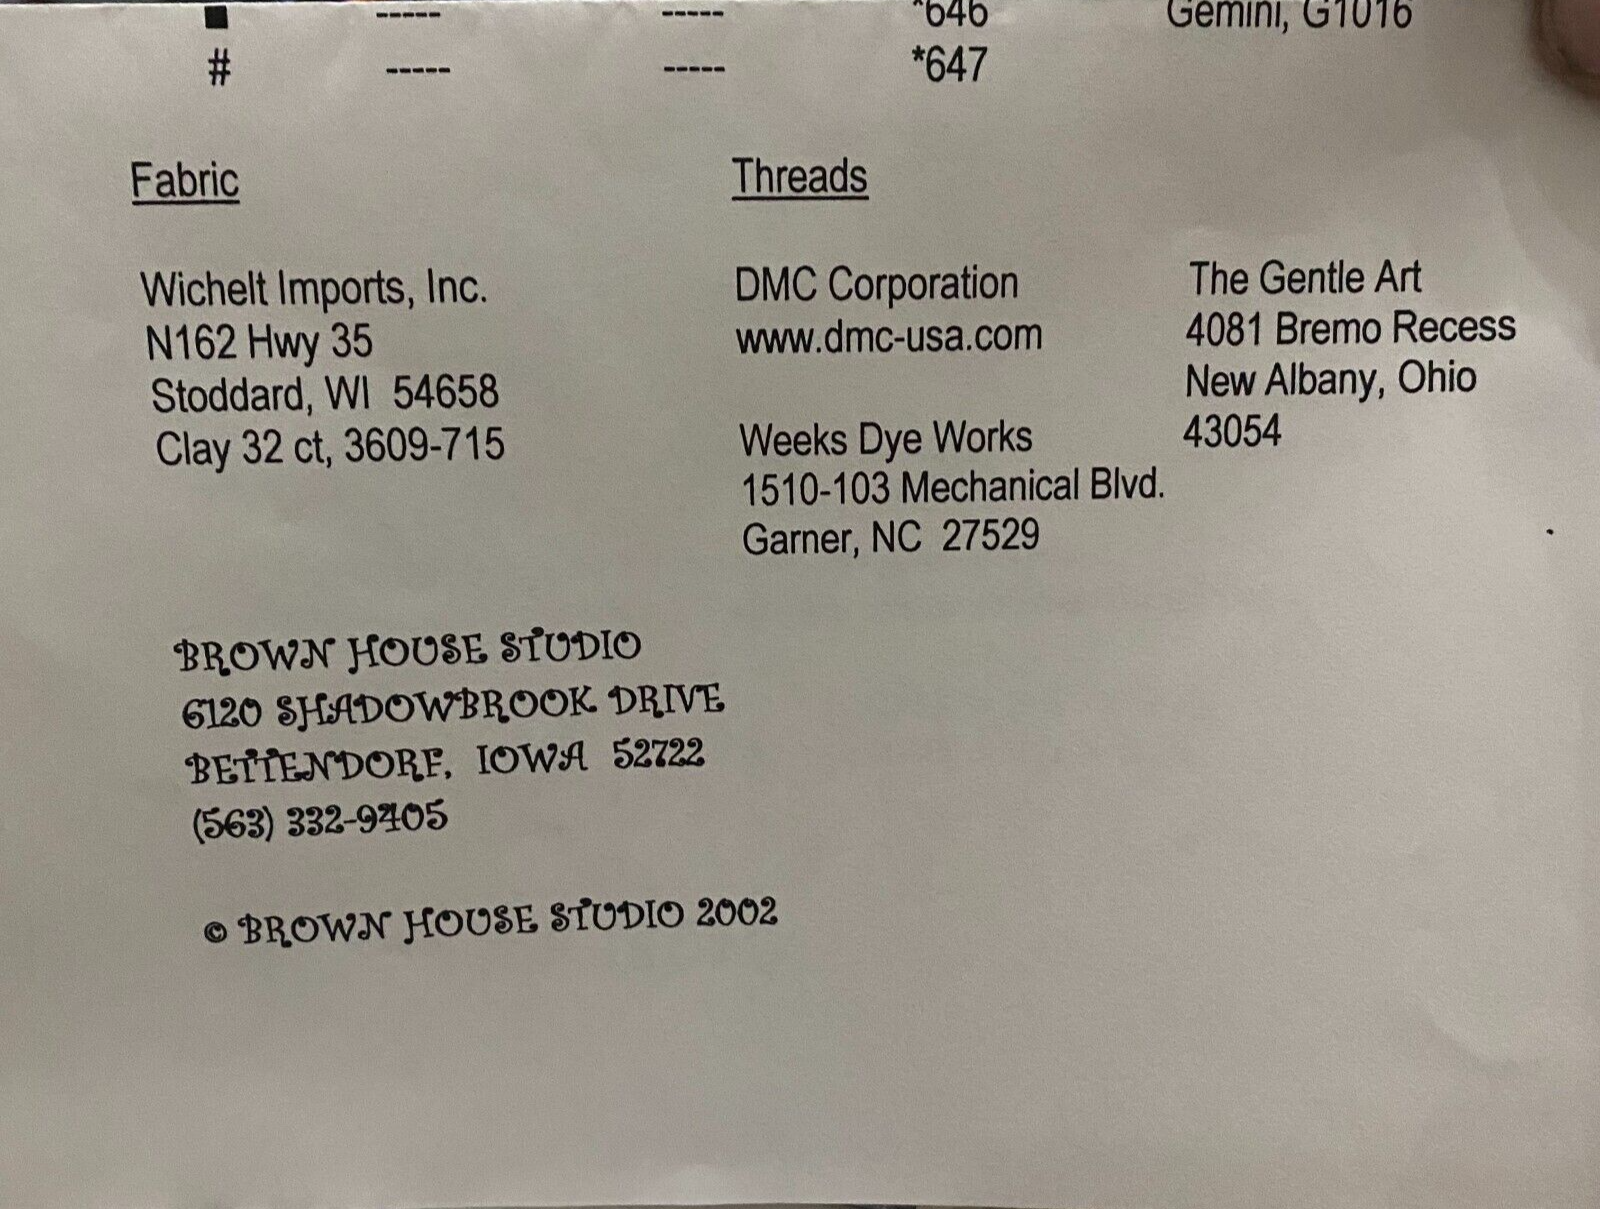 ■ ----- ----- *646 Gemini, G1016
# ----- ----- *647
Fabric
Wichelt Imports, Inc.
N162 Hwy 35
Stoddard, WI 54658
Clay 32 ct, 3609-715
Threads
DMC Corporation
www.dmc-usa.com
Weeks Dye Works
1510-103 Mechanical Blvd.
Garner, NC 27529
The Gentle Art
4081 Bremo Recess
New Albany, Ohio
43054
BROWN HOUSE STUDIO
6120 SHADOWBROOK DRIVE
BETTENDORF, IOWA 52722
(563) 332-9405
© BROWN HOUSE STUDIO 2002